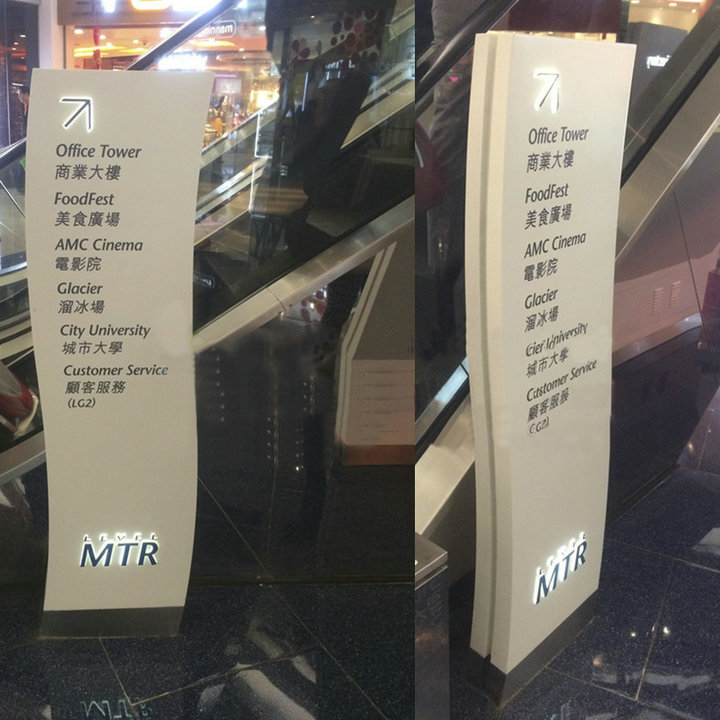 Office Tower
商業大樓
FoodFest
美食廣場
AMC Cinema
電影院
Glacier
溜冰場
City University
城市大學
Customer Service
顧客服務
(LG2)
LEVEL
MTR
Office Tower
商業大樓
FoodFest
美食廣場
AMC Cinema
電影院
Glacier
溜冰場
University
城市大學
Customer Service
顧客服務
LEVEL
MTR